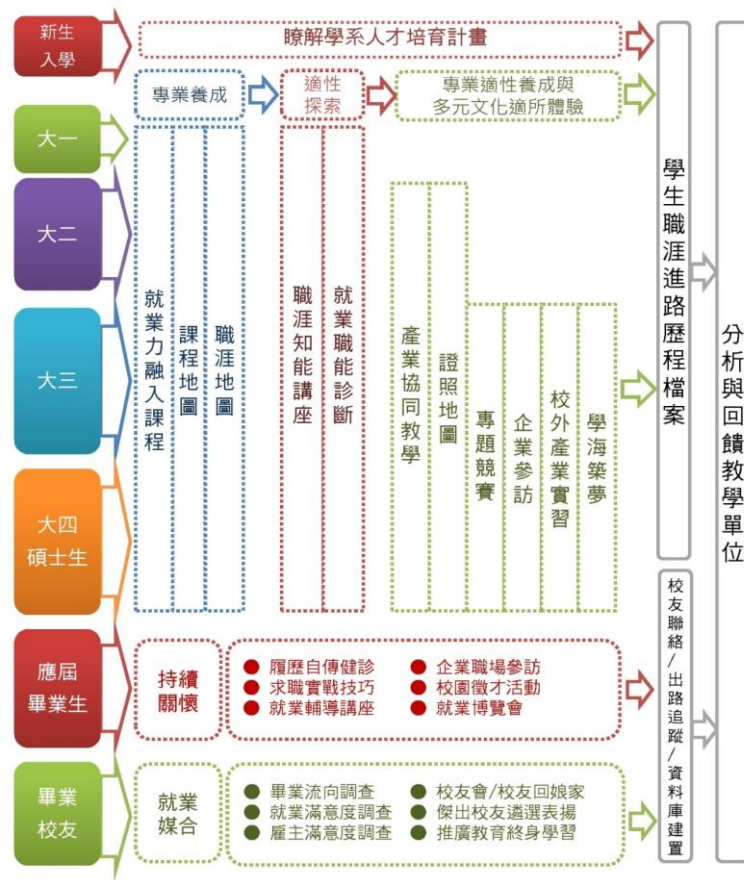 新生
入學
瞭解學系人才培育計畫
專業養成
適性
探索
專業適性養成與
多元文化適所體驗
大一
大二
大三
大四
碩士生
就業力融入課程
課程地圖
職涯地圖
職涯知能講座
就業職能診斷
產業協同教學
證照地圖
專題競賽
企業參訪
校外產業實習
學海築夢
學生職涯進路歷程檔案
分析與回饋教學單位
應屆
畢業生
持續
關懷
● 履歷自傳健診
● 求職實戰技巧
● 就業輔導講座
● 企業職場參訪
● 校園徵才活動
● 就業博覽會
畢業
校友
就業
媒合
● 畢業流向調查
● 就業滿意度調查
● 雇主滿意度調查
● 校友會/校友回娘家
● 傑出校友遴選表揚
● 推廣教育終身學習
校友聯絡/出路追蹤/資料庫建置